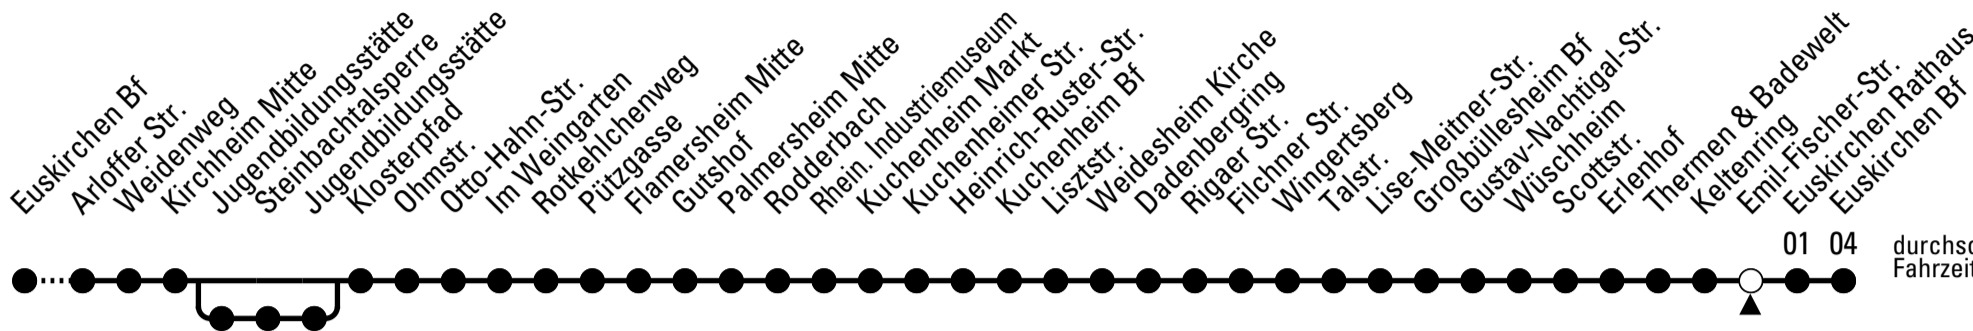 Euskirchen Bf
Arloffer Str.
Weidenweg
Kirchheim Mitte
Jugendbildungsstätte
Steinbachtalsperre
Jugendbildungsstätte
Klosterpfad
Ohmstr.
Otto-Hahn-Str.
Im Weingarten
Rotkehlchenweg
Pützgasse
Flamersheim Mitte
Gutshof
Palmersheim Mitte
Rodderbach
Rhein. Industriemuseum
Kuchenheim Markt
Kuchenheimer Str.
Heinrich-Ruster-Str.
Kuchenheim Bf
Lisztstr.
Weidesheim Kirche
Dadenbergring
Rigaer Str.
Filchner Str.
Wingertsberg
Talstr.
Lise-Meitner-Str.
Großbüllesheim Bf
Gustav-Nachtigal-Str.
Wüschheim
Scottstr.
Erlenhof
Thermen & Badewelt
Keltenring
Emil-Fischer-Str.
Euskirchen Rathaus
Euskirchen Bf
01 04
durchsc
Fahrzeit